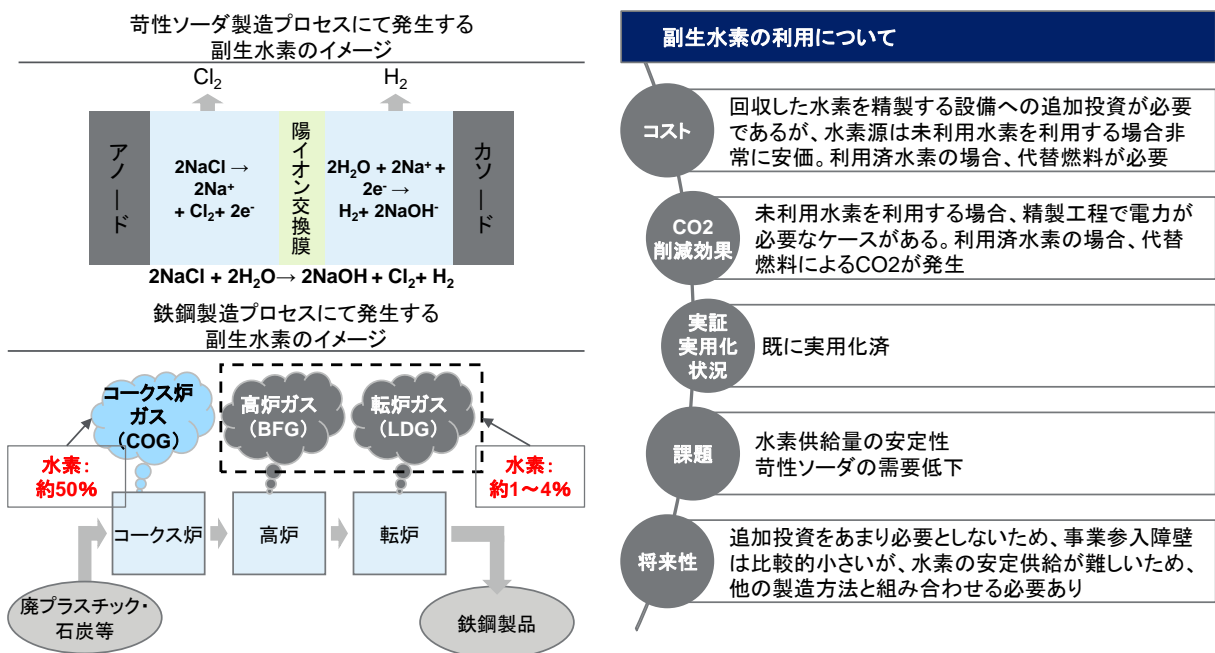 苛性ソーダ製造プロセスにて発生する
副生水素のイメージ
Cl₂
H₂
アノード
2NaCl →
2Na⁺
+ Cl₂+ 2e⁻
陽イオン交換膜
2H₂O + 2Na⁺ +
2e⁻ →
H₂+ 2NaOH⁻
カソード
2NaCl + 2H₂O→ 2NaOH + Cl₂+ H₂
鉄鋼製造プロセスにて発生する
副生水素のイメージ
コークス炉
ガス
（COG）
高炉ガス
（BFG）
転炉ガス
（LDG）
水素：
約50%
水素：
約1～4%
コークス炉
高炉
転炉
廃プラスチック・
石炭等
鉄鋼製品
副生水素の利用について
コスト
回収した水素を精製する設備への追加投資が必要
であるが、水素源は未利用水素を利用する場合非
常に安価。利用済水素の場合、代替燃料が必要
CO2
削減効果
未利用水素を利用する場合、精製工程で電力が
必要なケースがある。利用済水素の場合、代替
燃料によるCO2が発生
実証
実用化
状況
既に実用化済
課題
水素供給量の安定性
苛性ソーダの需要低下
将来性
追加投資をあまり必要としないため、事業参入障壁
は比較的小さいが、水素の安定供給が難しいため、
他の製造方法と組み合わせる必要あり